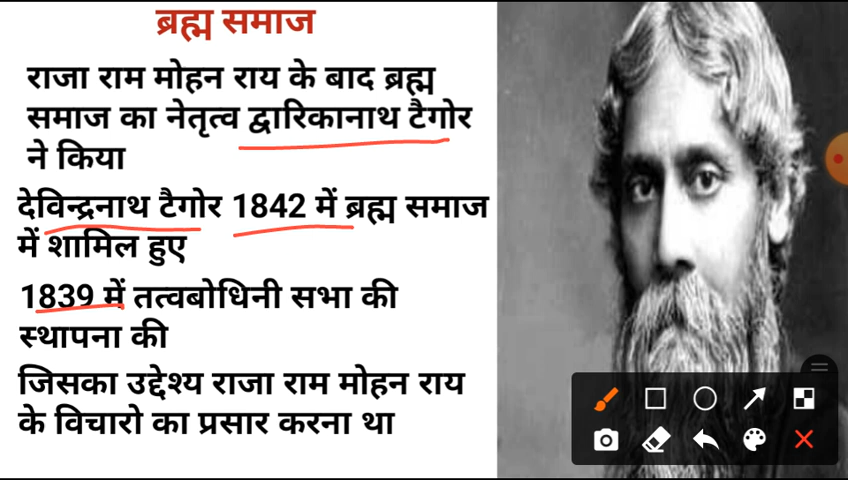 ब्रह्म समाज
राजा राम मोहन राय के बाद ब्रह्म
समाज का नेतृत्व द्वारिकानाथ टैगोर
ने किया
देविन्द्रनाथ टैगोर 1842 में ब्रह्म समाज
में शामिल हुए
1839 में तत्वबोधिनी सभा की
स्थापना की
जिसका उद्देश्य राजा राम मोहन राय
के विचारो का प्रसार करना था